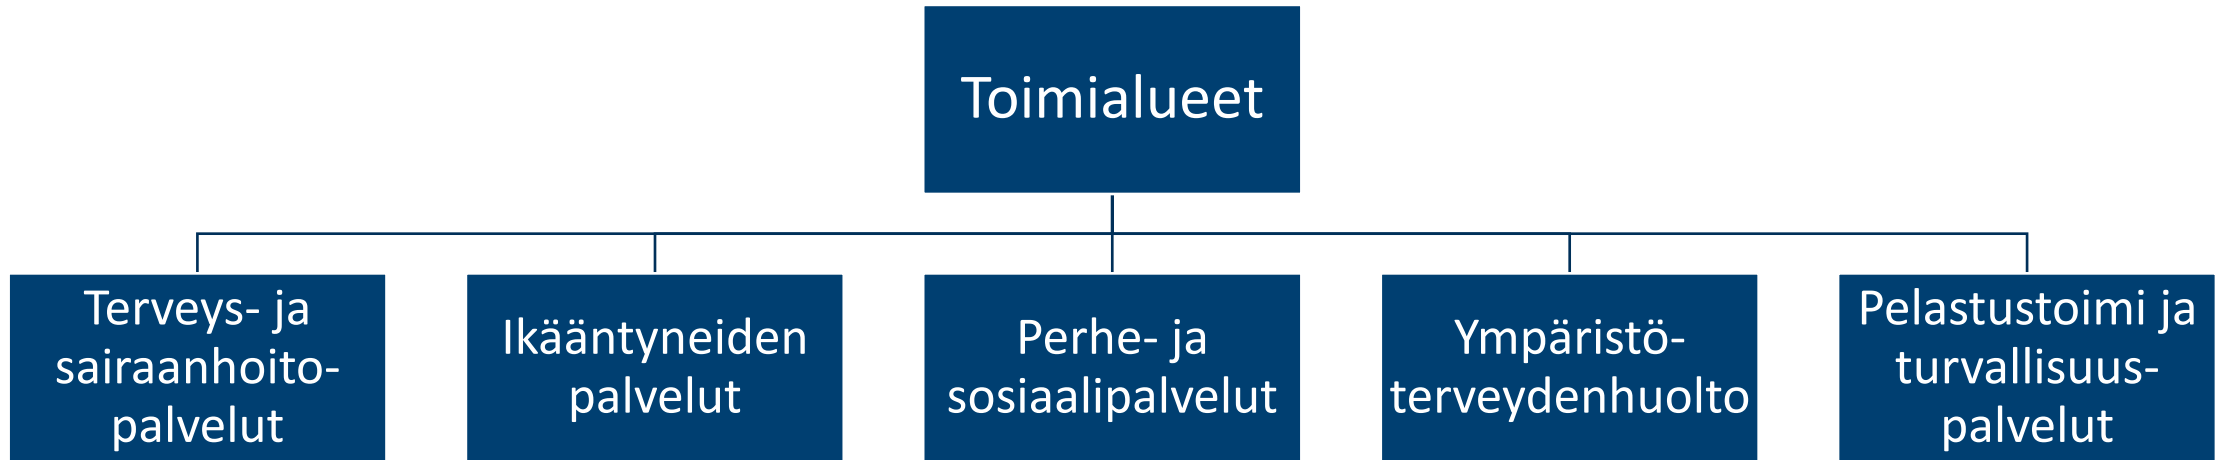 Toimialueet
Terveys- ja
sairaanhoito-
palvelut
Ikääntyneiden
palvelut
Perhe- ja
sosiaalipalvelut
Ympäristö-
terveydenhuolto
Pelastustoimi ja
turvallisuus-
palvelut